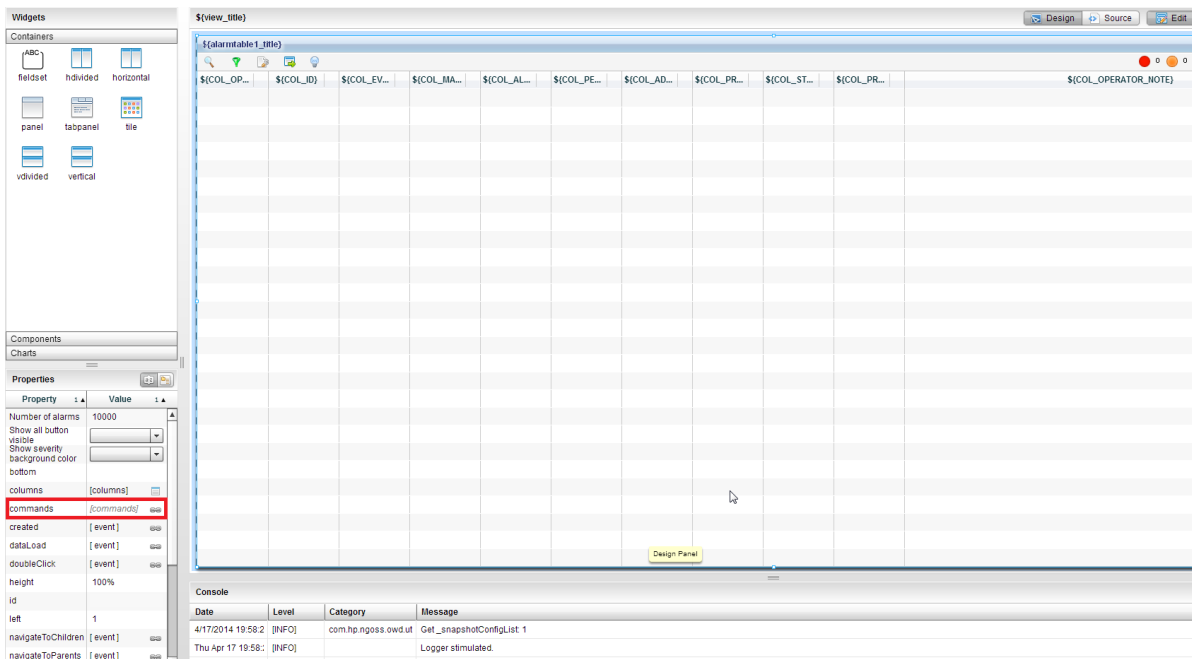 Widgets
Containers
ABC
fieldset hdivided horizontal
panel tabpanel tile
vdivided vertical
Components
Charts
Properties
Property 1 Value 1
Number of alarms 10000
Show all button visible
Show severity background color
bottom
columns [columns]
commands [commands]
created [ event ]
dataLoad [ event ]
doubleClick [ event ]
height 100%
id
left 1
navigateToChildren [ event ]
navigateToParents [ event ]
${view_title}
Design Source Edit
${alarmtable1_title}
0 0
${COL_OP... ${COL_ID} ${COL_EV... ${COL_MA... ${COL_AL... ${COL_PE... ${COL_AD... ${COL_PR... ${COL_ST... ${COL_PR... ${COL_OPERATOR_NOTE}
Design Panel
Console
Date Level Category Message
4/17/2014 19:58:2 [INFO] com.hp.ngoss.owd.ut Get _snapshotConfigList: 1
Thu Apr 17 19:58: [INFO] Logger stimulated.